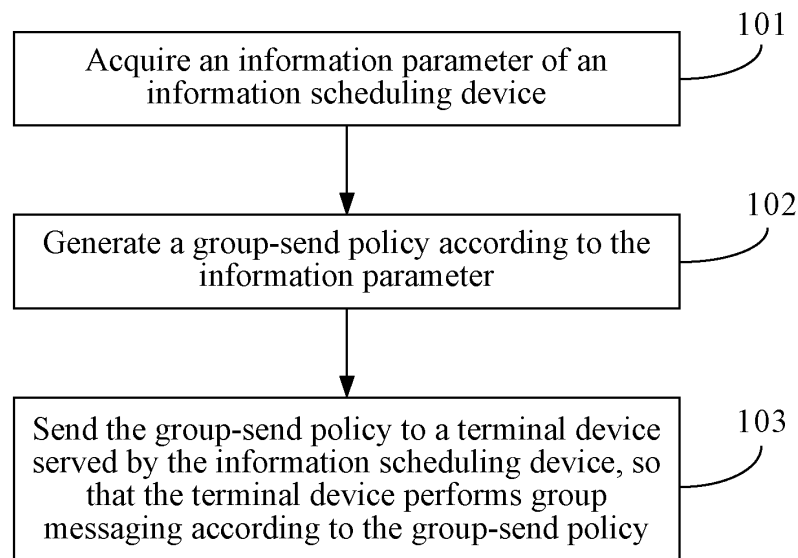 101
Acquire an information parameter of an
information scheduling device
102
Generate a group-send policy according to the
information parameter
103
Send the group-send policy to a terminal device
served by the information scheduling device, so
that the terminal device performs group
messaging according to the group-send policy